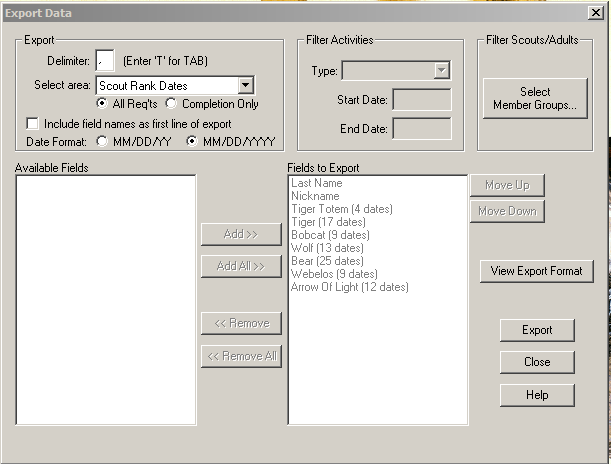 Export Data
Export
Delimiter: , (Enter 'T' for TAB)
Select area: Scout Rank Dates
All Req'ts Completion Only
Include field names as first line of export
Date Format: MM/DD/YY MM/DD/YYYY
Filter Activities
Type:
Start Date:
End Date:
Filter Scouts/Adults
Select
Member Groups...
Available Fields
Add >>
Add All >>
<< Remove
<< Remove All
Fields to Export
Last Name
Nickname
Tiger Totem (4 dates)
Tiger (17 dates)
Bobcat (9 dates)
Wolf (13 dates)
Bear (25 dates)
Webelos (9 dates)
Arrow Of Light (12 dates)
Move Up
Move Down
View Export Format
Export
Close
Help